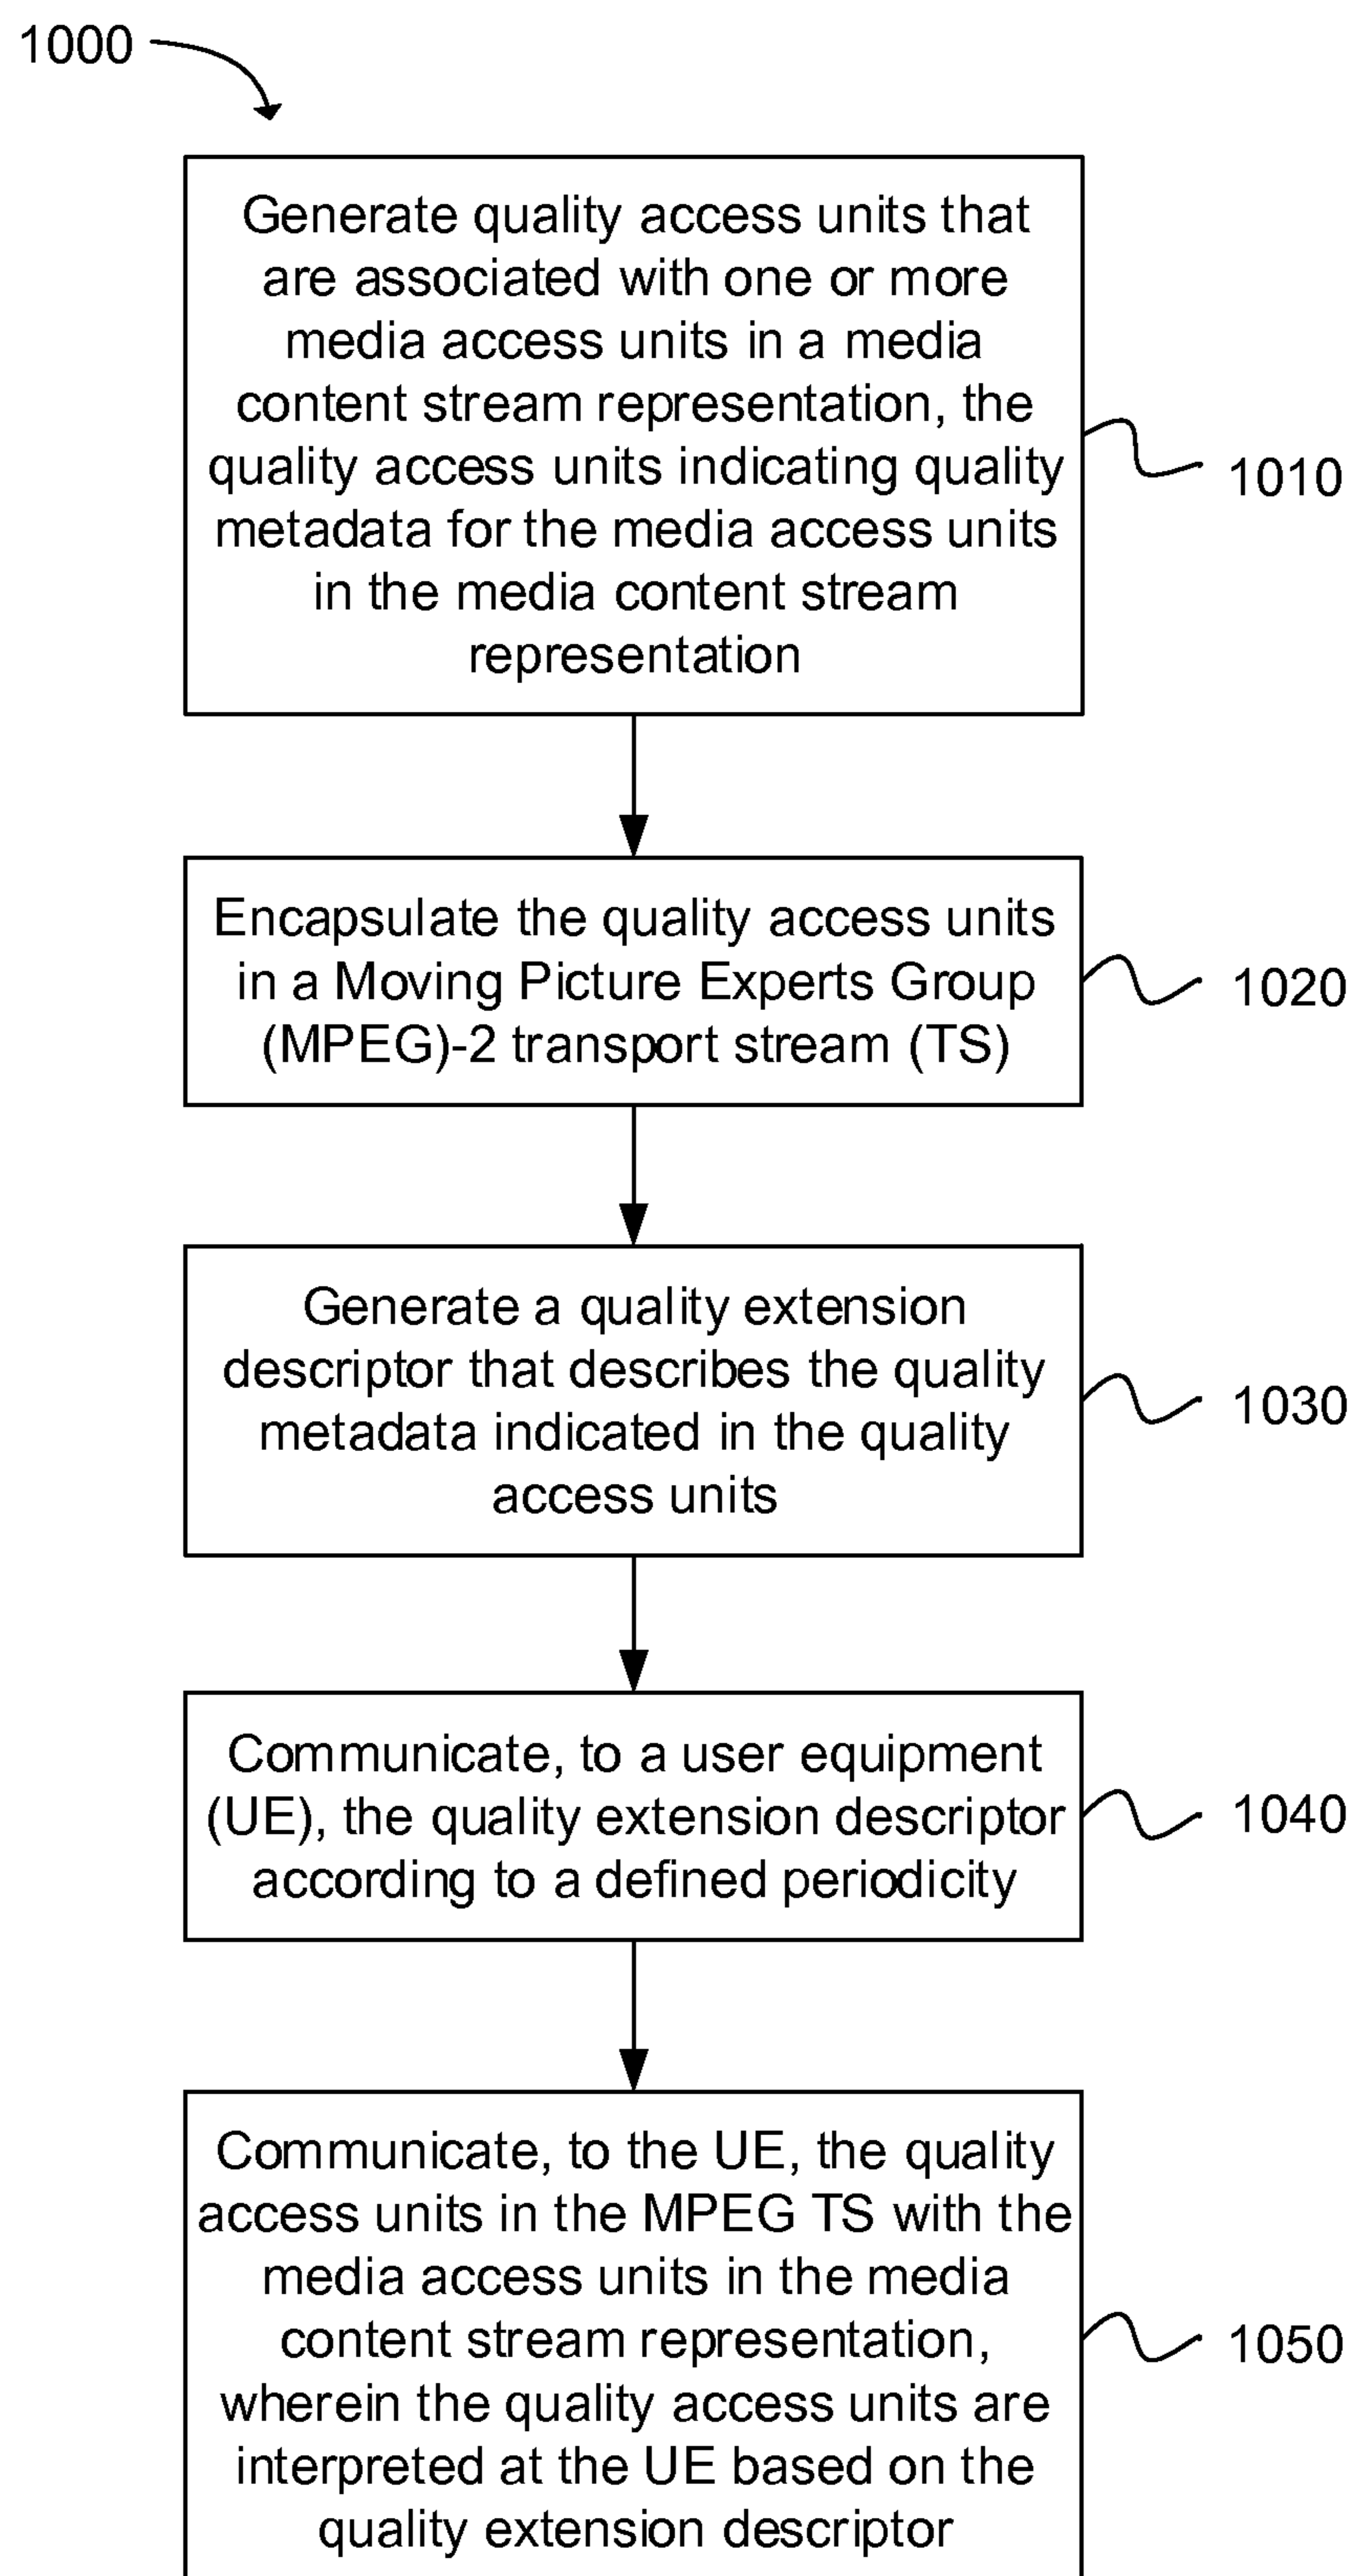 1000
Generate quality access units that
are associated with one or more
media access units in a media
content stream representation, the
quality access units indicating quality
metadata for the media access units
in the media content stream
representation
1010
Encapsulate the quality access units
in a Moving Picture Experts Group
(MPEG)-2 transport stream (TS)
1020
Generate a quality extension
descriptor that describes the quality
metadata indicated in the quality
access units
1030
Communicate, to a user equipment
(UE), the quality extension descriptor
according to a defined periodicity
1040
Communicate, to the UE, the quality
access units in the MPEG TS with the
media access units in the media
content stream representation,
wherein the quality access units are
interpreted at the UE based on the
quality extension descriptor
1050